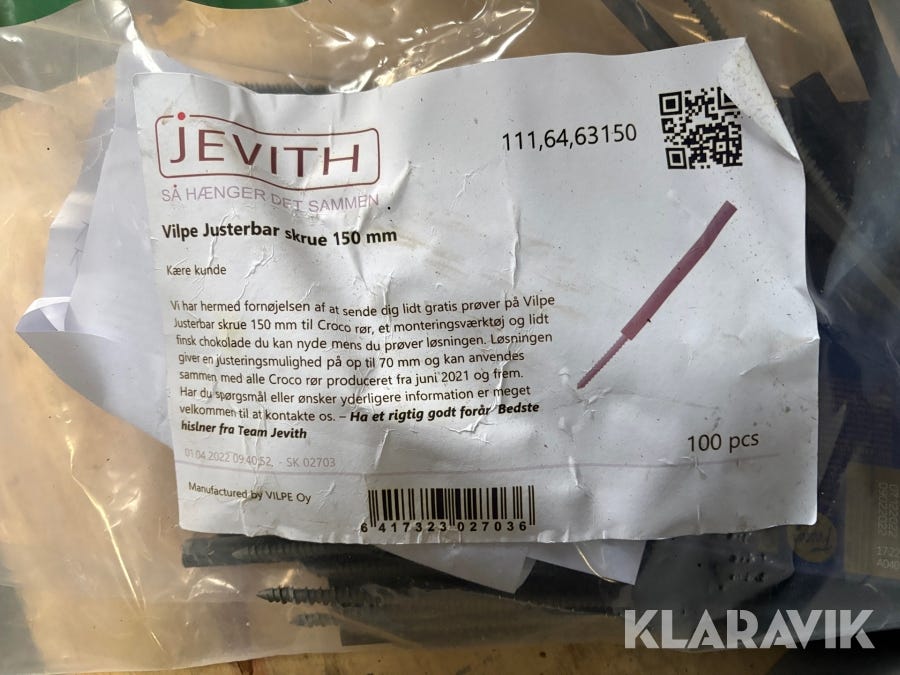 JEVITH
SÅ HÆNGER DET SAMMEN
111,64,63150
Vilpe Justerbar skrue 150 mm
Kære kunde
Vi har hermed fornøjelsen af at sende dig lidt gratis prøver på Vilpe
Justerbar skrue 150 mm til Croco rør, et monteringsværktøj og lidt
finsk chokolade du kan nyde mens du prøver løsningen. Løsningen
giver en justeringsmulighed på op til 70 mm og kan anvendes
sammen med alle Croco rør produceret fra juni 2021 og frem.
Har du spørgsmål eller ønsker yderligere information er meget
velkommen til at kontakte os. – Ha et rigtig godt forår Bedste
hislner fra Team Jevith
100 pcs
01.04.2022 09:40:52, - SK 02703
Manufactured by VILPE Oy
6 417323 027036
KLARAVIK